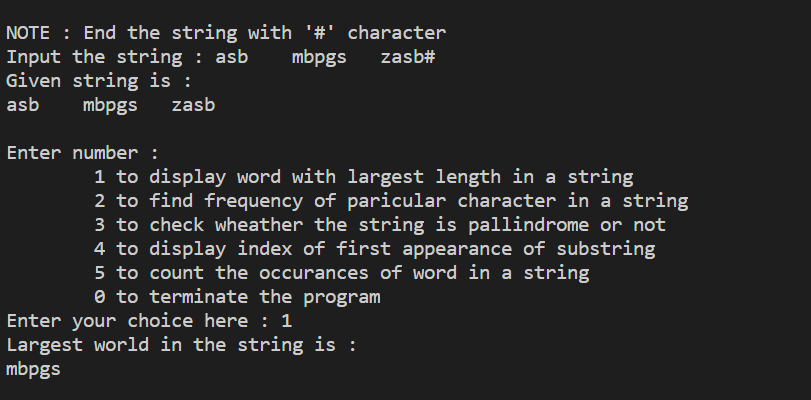 NOTE : End the string with '#' character
Input the string : asb    mbpgs   zasb#
Given string is :
asb    mbpgs   zasb
Enter number :
        1 to display word with largest length in a string
        2 to find frequency of paricular character in a string
        3 to check wheather the string is pallindrome or not
        4 to display index of first appearance of substring
        5 to count the occurances of word in a string
        0 to terminate the program
Enter your choice here : 1
Largest world in the string is :
mbpgs